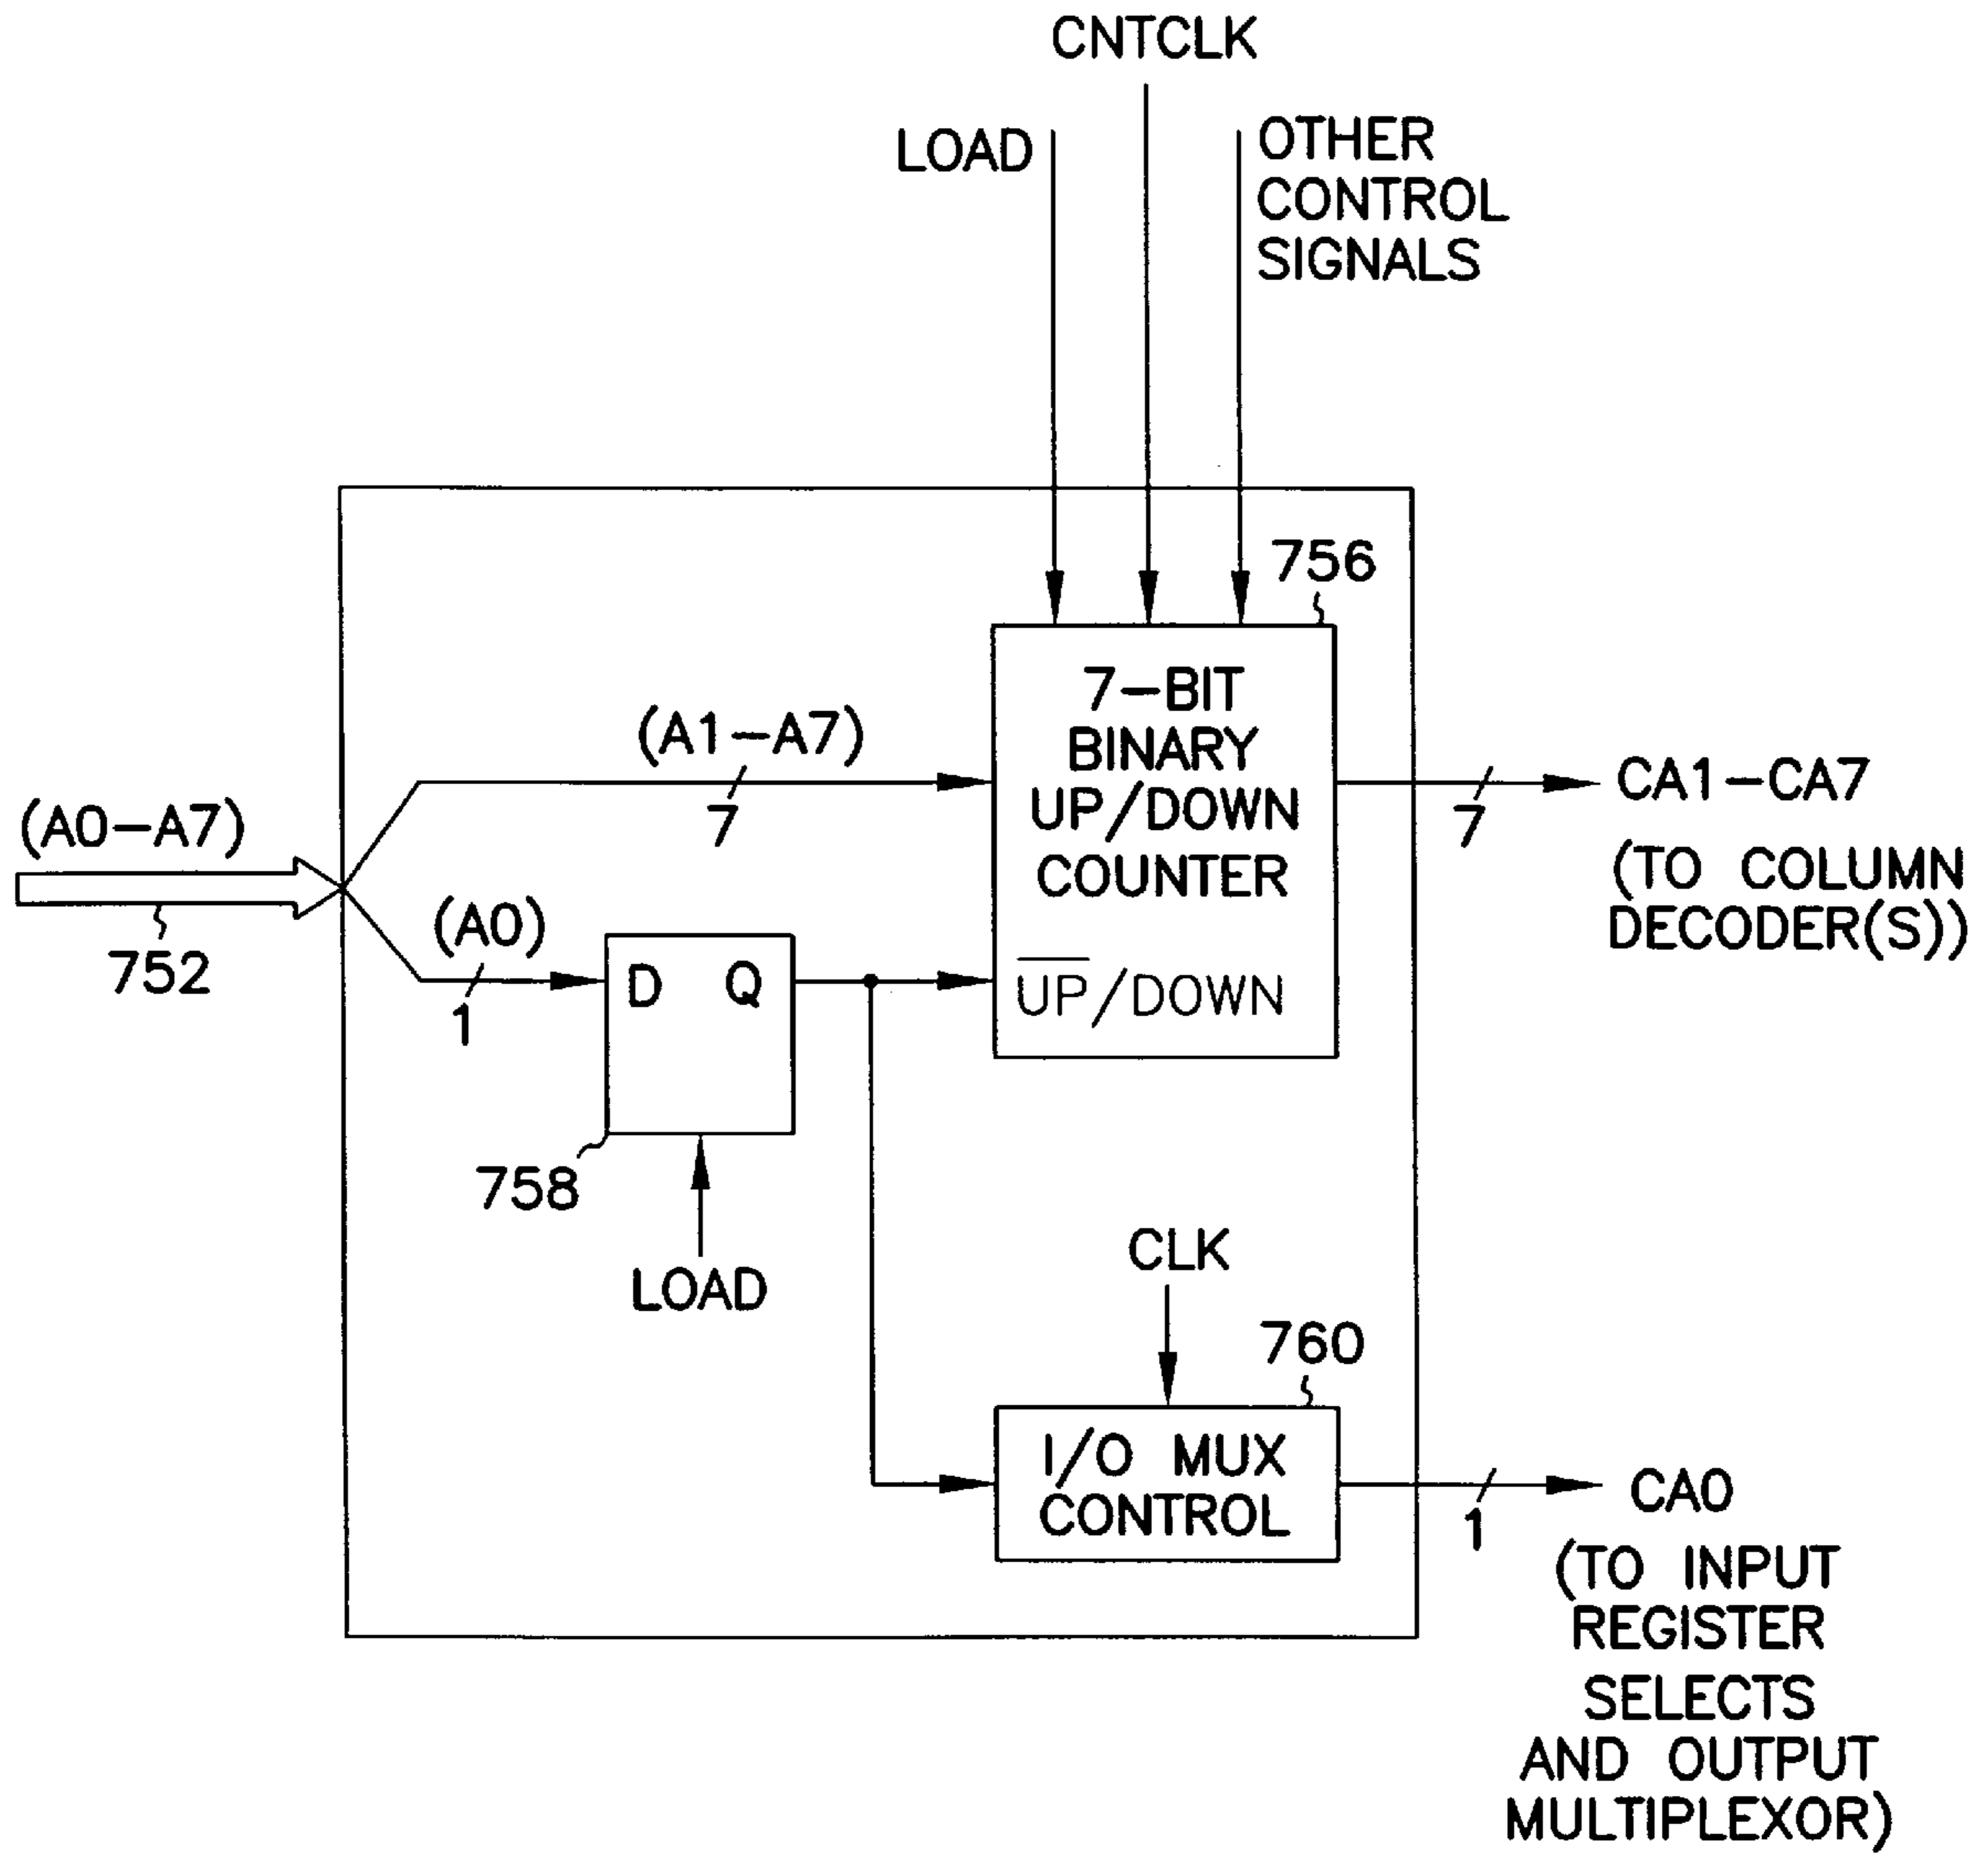 CNTCLK
LOAD
OTHER
CONTROL
SIGNALS
756
7-BIT
BINARY
UP/DOWN
COUNTER
(A1-A7)
7
7
CA1-CA7
(TO COLUMN
DECODER(S))
(A0-A7)
752
(A0)
1
D Q
U̅P̅/DOWN
758
LOAD
CLK
760
I/O MUX
CONTROL
1
CA0
(TO INPUT
REGISTER
SELECTS
AND OUTPUT
MULTIPLEXOR)